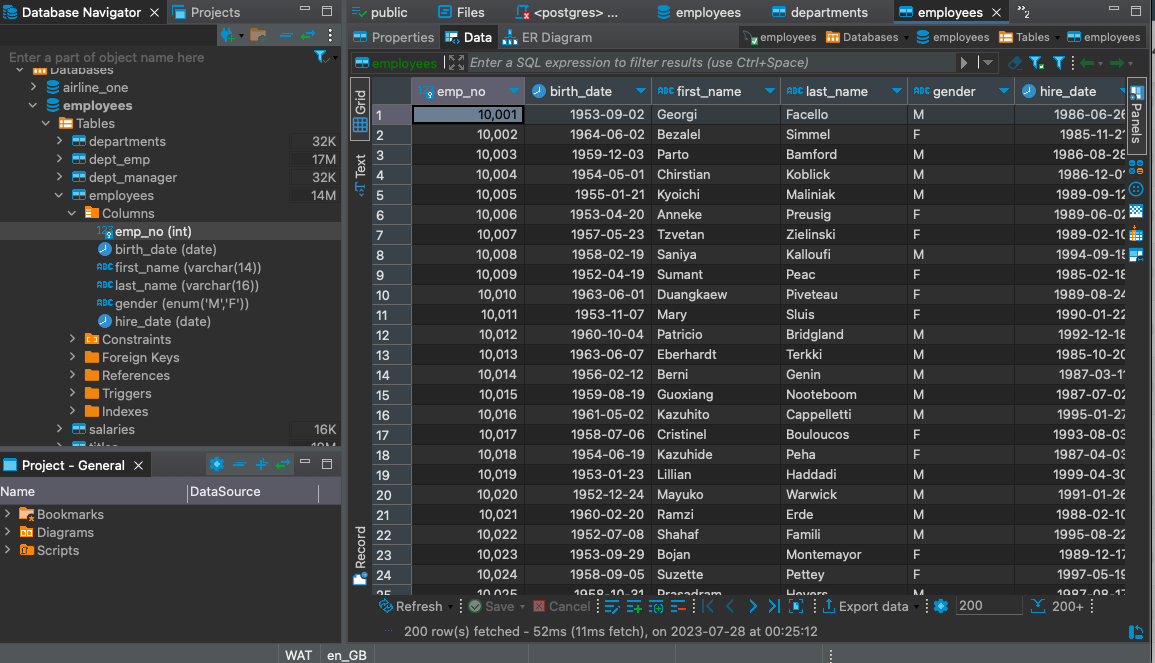 Database Navigator
Projects
Enter a part of object name here
Databases
airline_one
employees
Tables
departments 32K
dept_emp 17M
dept_manager 32K
employees 14M
Columns
emp_no (int)
birth_date (date)
first_name (varchar(14))
last_name (varchar(16))
gender (enum('M','F'))
hire_date (date)
Constraints
Foreign Keys
References
Triggers
Indexes
salaries 16K
Project - General
Name DataSource
Bookmarks
Diagrams
Scripts
public Files <postgres> ... employees departments employees »2
Properties Data ER Diagram employees Databases employees Tables employees
employees Enter a SQL expression to filter results (use Ctrl+Space)
Grid
Text
Record
Panels
123 emp_no birth_date ABC first_name ABC last_name ABC gender hire_date
1 10,001 1953-09-02 Georgi Facello M 1986-06-26
2 10,002 1964-06-02 Bezalel Simmel F 1985-11-21
3 10,003 1959-12-03 Parto Bamford M 1986-08-28
4 10,004 1954-05-01 Chirstian Koblick M 1986-12-01
5 10,005 1955-01-21 Kyoichi Maliniak M 1989-09-12
6 10,006 1953-04-20 Anneke Preusig F 1989-06-02
7 10,007 1957-05-23 Tzvetan Zielinski F 1989-02-10
8 10,008 1958-02-19 Saniya Kalloufi M 1994-09-15
9 10,009 1952-04-19 Sumant Peac F 1985-02-18
10 10,010 1963-06-01 Duangkaew Piveteau F 1989-08-24
11 10,011 1953-11-07 Mary Sluis F 1990-01-22
12 10,012 1960-10-04 Patricio Bridgland M 1992-12-18
13 10,013 1963-06-07 Eberhardt Terkki M 1985-10-20
14 10,014 1956-02-12 Berni Genin M 1987-03-11
15 10,015 1959-08-19 Guoxiang Nooteboom M 1987-07-02
16 10,016 1961-05-02 Kazuhito Cappelletti M 1995-01-27
17 10,017 1958-07-06 Cristinel Bouloucos F 1993-08-03
18 10,018 1954-06-19 Kazuhide Peha F 1987-04-03
19 10,019 1953-01-23 Lillian Haddadi M 1999-04-30
20 10,020 1952-12-24 Mayuko Warwick M 1991-01-26
21 10,021 1960-02-20 Ramzi Erde M 1988-02-10
22 10,022 1952-07-08 Shahaf Famili M 1995-08-22
23 10,023 1953-09-29 Bojan Montemayor F 1989-12-17
24 10,024 1958-09-05 Suzette Pettey F 1997-05-19
Refresh Save Cancel Export data 200 200+
200 row(s) fetched - 52ms (11ms fetch), on 2023-07-28 at 00:25:12
WAT en_GB